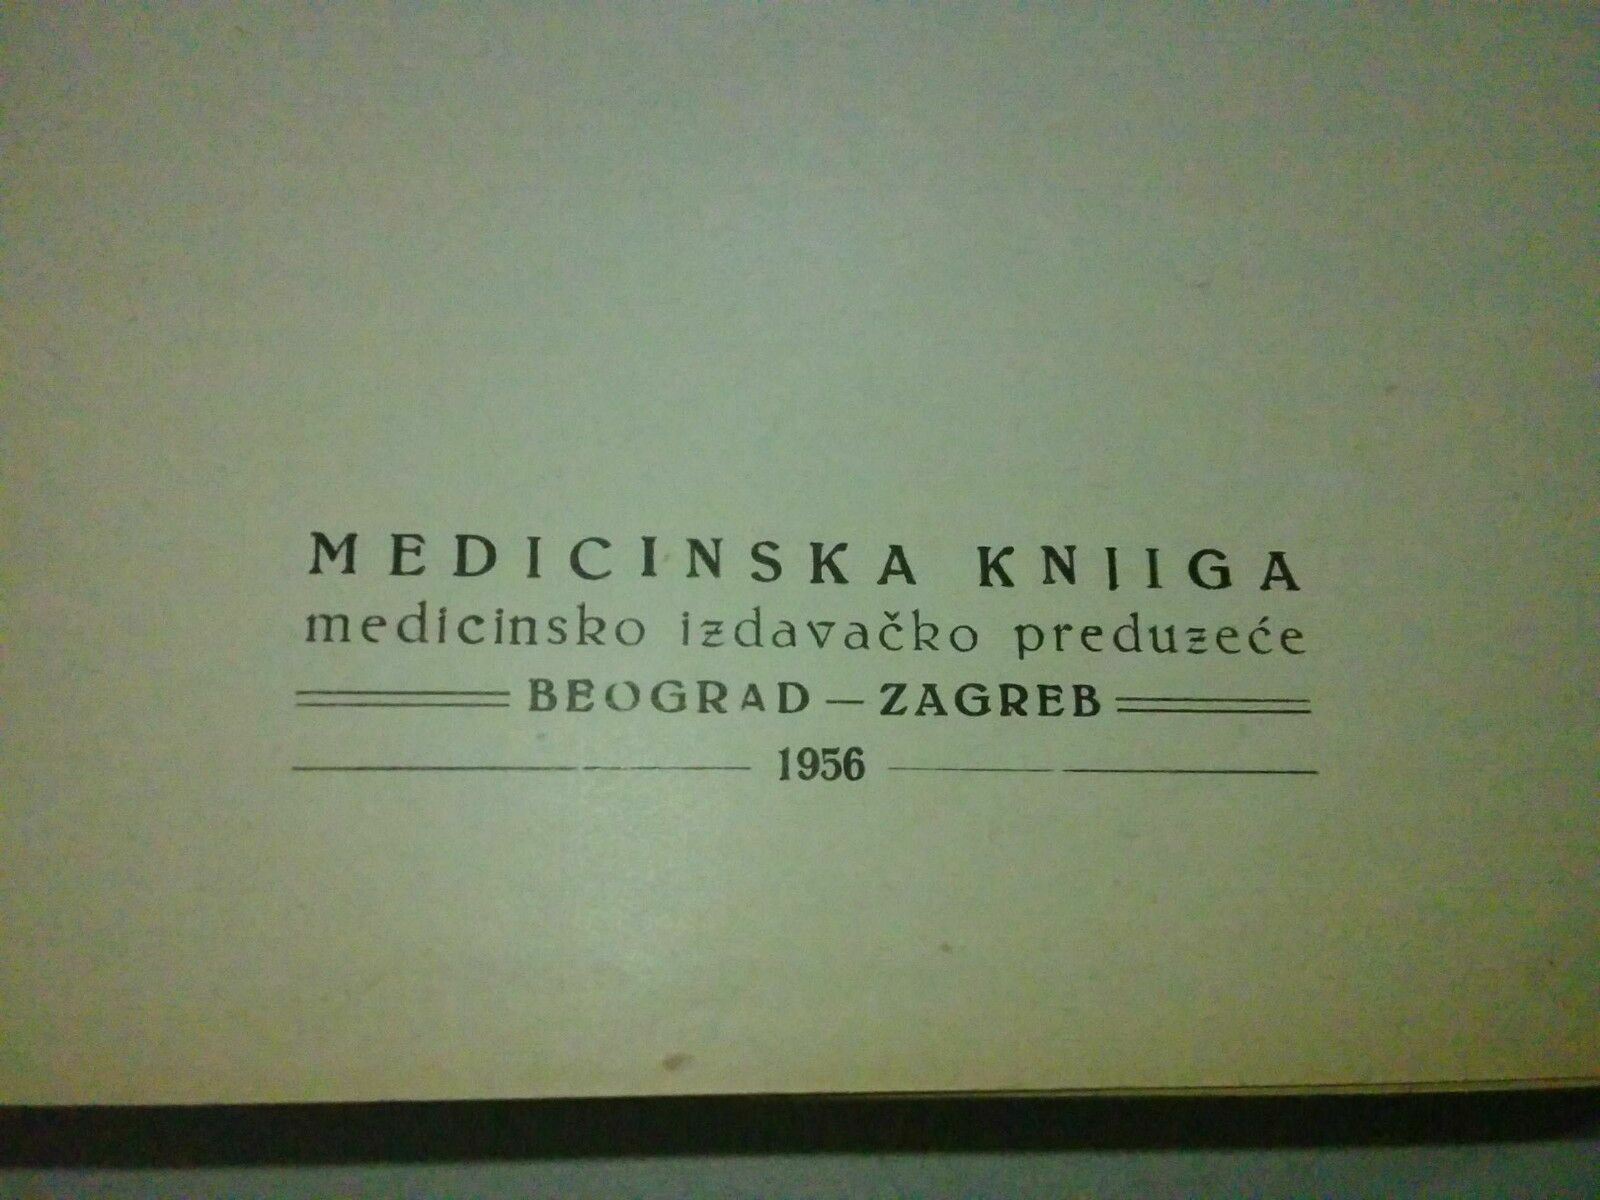 MEDICINSKA KNJIGA
medicinsko izdavačko preduzeće
BEOGRAD — ZAGREB
1956